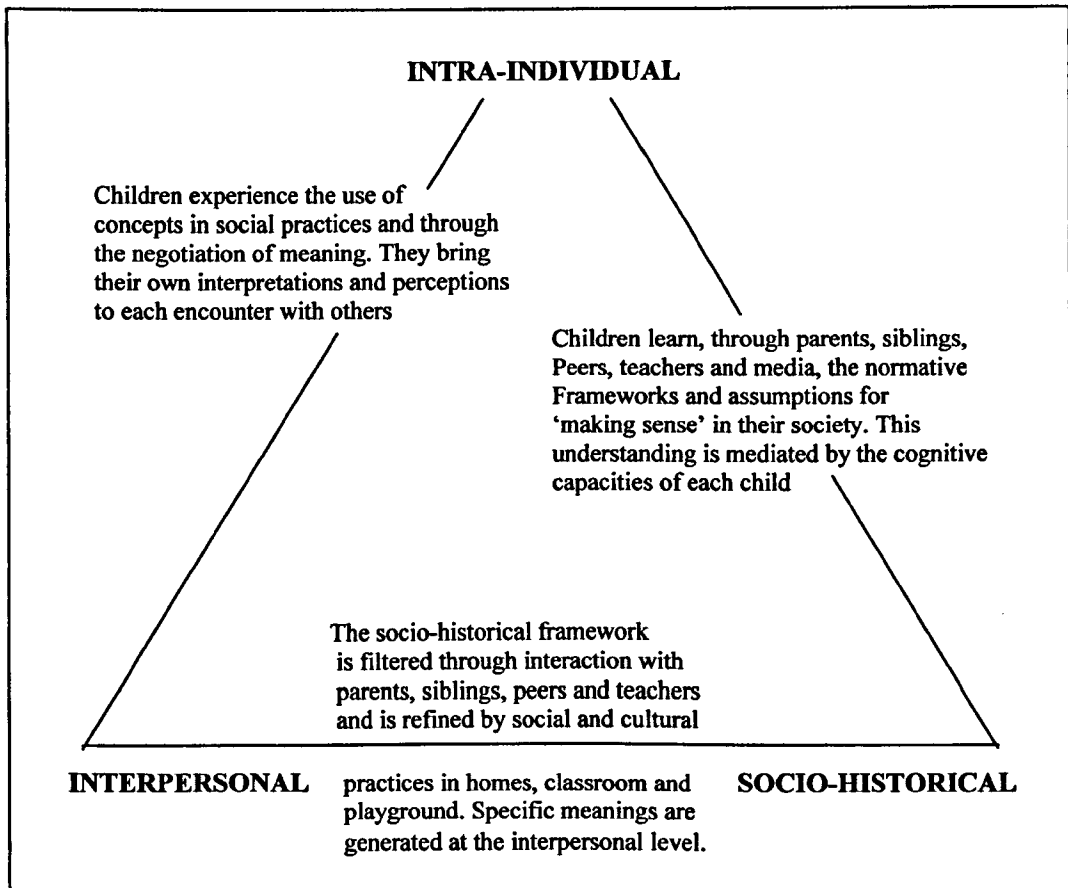 INTRA-INDIVIDUAL
Children experience the use of
concepts in social practices and through
the negotiation of meaning. They bring
their own interpretations and perceptions
to each encounter with others
Children learn, through parents, siblings,
Peers, teachers and media, the normative
Frameworks and assumptions for
‘making sense’ in their society. This
understanding is mediated by the cognitive
capacities of each child
The socio-historical framework
is filtered through interaction with
parents, siblings, peers and teachers
and is refined by social and cultural
INTERPERSONAL
practices in homes, classroom and
playground. Specific meanings are
generated at the interpersonal level.
SOCIO-HISTORICAL